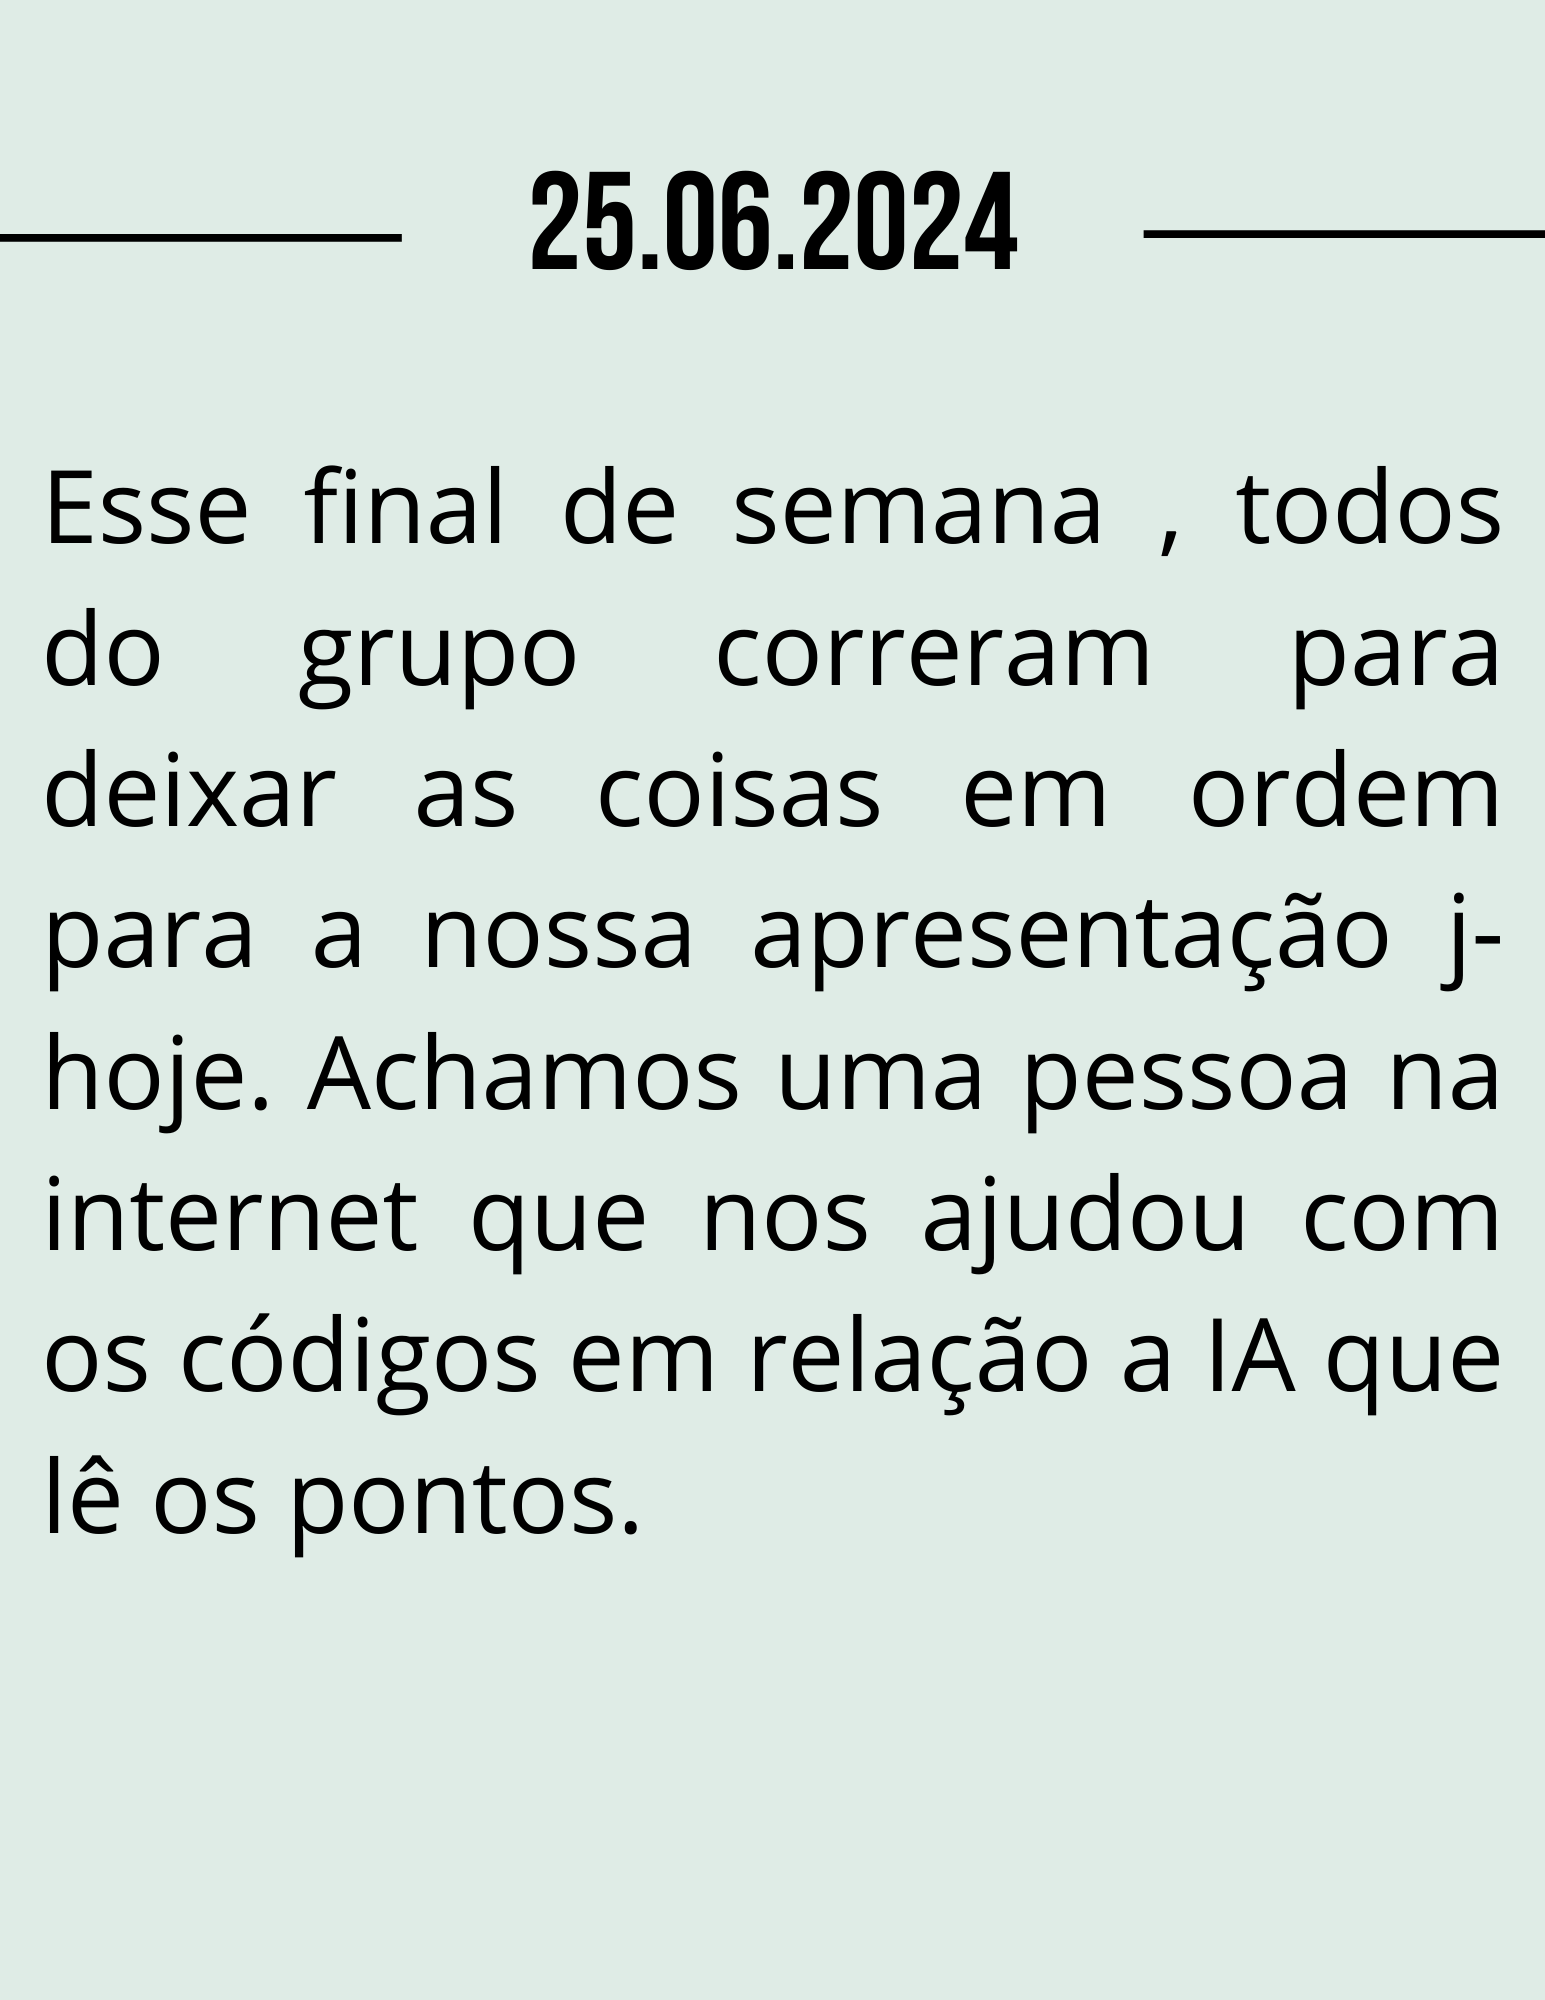 25.06.2024
Esse final de semana , todos
do grupo correram para
deixar as coisas em ordem
para a nossa apresentação j-
hoje. Achamos uma pessoa na
internet que nos ajudou com
os códigos em relação a IA que
lê os pontos.